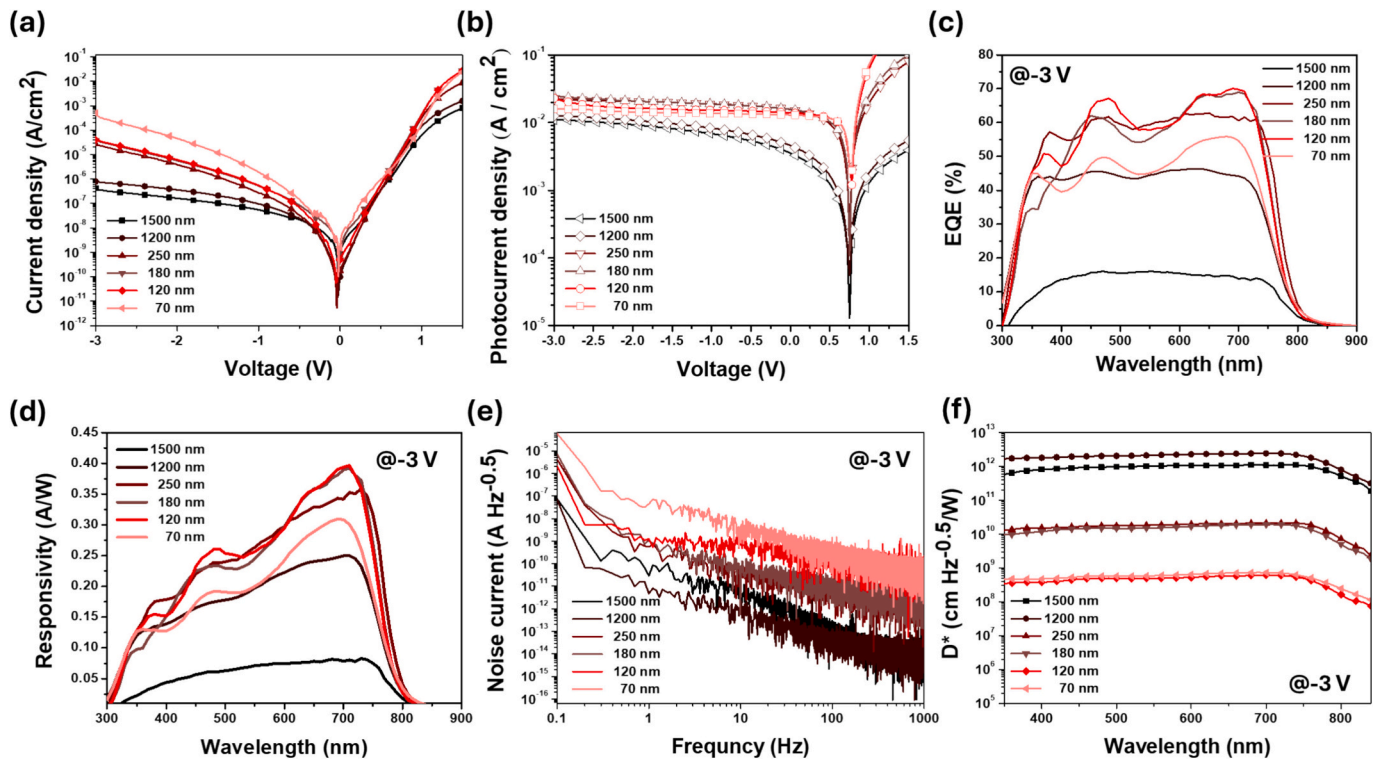 (a)
Current density (A/cm²)
10⁻¹
10⁰
10⁻¹
10⁻²
10⁻³
10⁻⁴
10⁻⁵
10⁻⁶
10⁻⁷
10⁻⁸
10⁻⁹
10⁻¹⁰
10⁻¹¹
10⁻¹²
1500 nm
1200 nm
250 nm
180 nm
120 nm
70 nm
-3 -2 -1 0 1
Voltage (V)
(b)
Photocurrent density (A / cm²)
10⁻¹
10⁻²
10⁻³
10⁻⁴
10⁻⁵
1500 nm
1200 nm
250 nm
180 nm
120 nm
70 nm
-3.0 -2.5 -2.0 -1.5 -1.0 -0.5 0.0 0.5 1.0 1.5
Voltage (V)
(c)
@-3 V
EQE (%)
80
70
60
50
40
30
20
10
0
1500 nm
1200 nm
250 nm
180 nm
120 nm
70 nm
300 400 500 600 700 800 900
Wavelength (nm)
(d)
Responsivity (A/W)
0.45
0.40
0.35
0.30
0.25
0.20
0.15
0.10
0.05
1500 nm
1200 nm
250 nm
180 nm
120 nm
70 nm
@-3 V
300 400 500 600 700 800 900
Wavelength (nm)
(e)
Noise current (A Hz⁻⁰·⁵)
10⁻⁵
10⁻⁶
10⁻⁷
10⁻⁸
10⁻⁹
10⁻¹⁰
10⁻¹¹
10⁻¹²
10⁻¹³
10⁻¹⁴
10⁻¹⁵
10⁻¹⁶
@-3 V
1500 nm
1200 nm
250 nm
180 nm
120 nm
70 nm
0.1 1 10 100 1000
Frequncy (Hz)
(f)
D* (cm Hz⁻⁰·⁵/W)
10¹³
10¹²
10¹¹
10¹⁰
10⁹
10⁸
10⁷
10⁶
10⁵
1500 nm
1200 nm
250 nm
180 nm
120 nm
70 nm
@-3 V
400 500 600 700 800
Wavelength (nm)